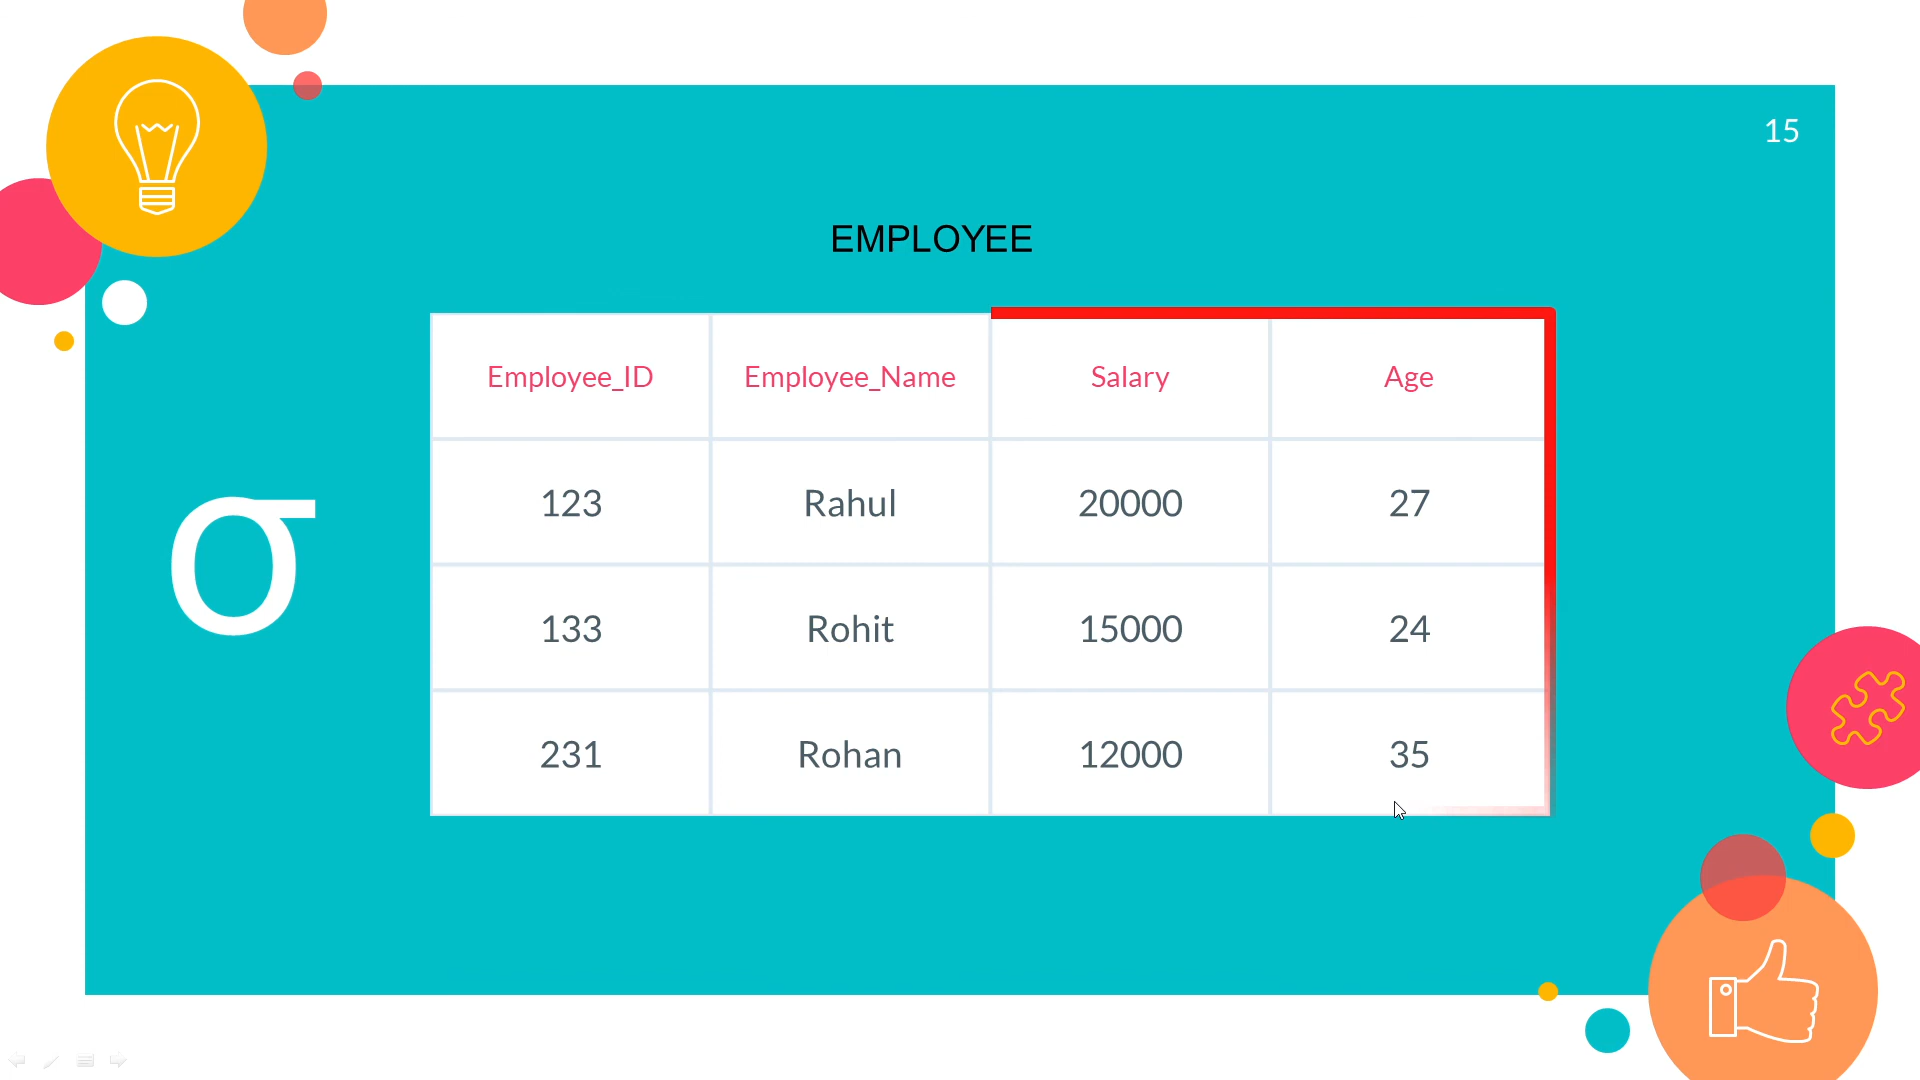 15
EMPLOYEE
Employee_ID Employee_Name Salary Age
123 Rahul 20000 27
σ
133 Rohit 15000 24
231 Rohan 12000 35